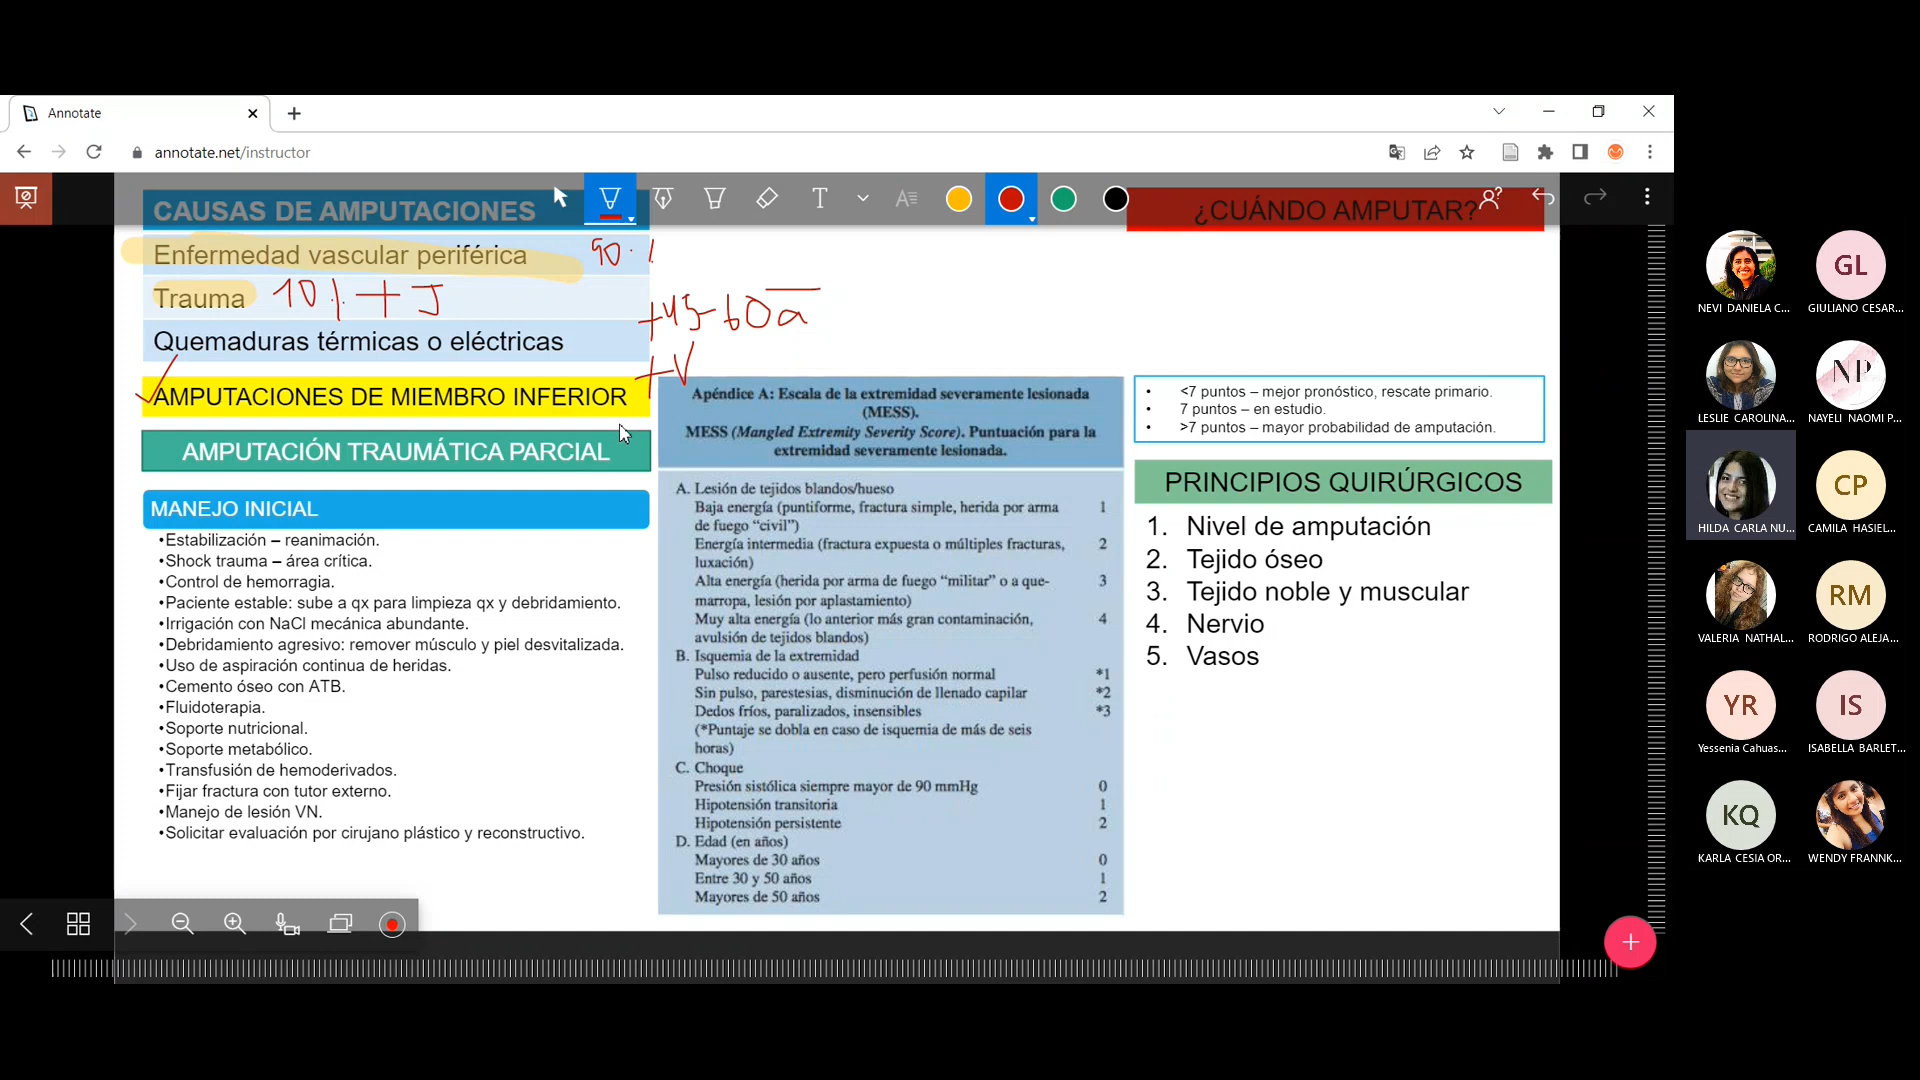 Annotate
annotate.net/instructor
CAUSAS DE AMPUTACIONES
Enfermedad vascular periférica 90%
Trauma 10% + J
Quemaduras térmicas o eléctricas
+45-60a
+V
AMPUTACIONES DE MIEMBRO INFERIOR
AMPUTACIÓN TRAUMÁTICA PARCIAL
MANEJO INICIAL
•Estabilización – reanimación.
•Shock trauma – área crítica.
•Control de hemorragia.
•Paciente estable: sube a qx para limpieza qx y debridamiento.
•Irrigación con NaCl mecánica abundante.
•Debridamiento agresivo: remover músculo y piel desvitalizada.
•Uso de aspiración continua de heridas.
•Cemento óseo con ATB.
•Fluidoterapia.
•Soporte nutricional.
•Soporte metabólico.
•Transfusión de hemoderivados.
•Fijar fractura con tutor externo.
•Manejo de lesión VN.
•Solicitar evaluación por cirujano plástico y reconstructivo.
Apéndice A: Escala de la extremidad severamente lesionada
(MESS).
MESS (Mangled Extremity Severity Score). Puntuación para la
extremidad severamente lesionada.
A. Lesión de tejidos blandos/hueso
Baja energía (puntiforme, fractura simple, herida por arma 1
de fuego “civil”)
Energía intermedia (fractura expuesta o múltiples fracturas, 2
luxación)
Alta energía (herida por arma de fuego “militar” o a que- 3
marropa, lesión por aplastamiento)
Muy alta energía (lo anterior más gran contaminación, 4
avulsión de tejidos blandos)
B. Isquemia de la extremidad
Pulso reducido o ausente, pero perfusión normal *1
Sin pulso, parestesias, disminución de llenado capilar *2
Dedos fríos, paralizados, insensibles *3
(*Puntaje se dobla en caso de isquemia de más de seis
horas)
C. Choque
Presión sistólica siempre mayor de 90 mmHg 0
Hipotensión transitoria 1
Hipotensión persistente 2
D. Edad (en años)
Mayores de 30 años 0
Entre 30 y 50 años 1
Mayores de 50 años 2
¿CUÁNDO AMPUTAR?
• <7 puntos – mejor pronóstico, rescate primario.
• 7 puntos – en estudio.
• >7 puntos – mayor probabilidad de amputación.
PRINCIPIOS QUIRÚRGICOS
1. Nivel de amputación
2. Tejido óseo
3. Tejido noble y muscular
4. Nervio
5. Vasos
NEVI DANIELA C...
GL
GIULIANO CESAR...
LESLIE CAROLINA...
NP
NAYELI NAOMI P...
HILDA CARLA NU...
CP
CAMILA HASIEL...
VALERIA NATHAL...
RM
RODRIGO ALEJA...
YR
Yessenia Cahuas...
IS
ISABELLA BARLET...
KQ
KARLA CESIA OR...
WENDY FRANNK...